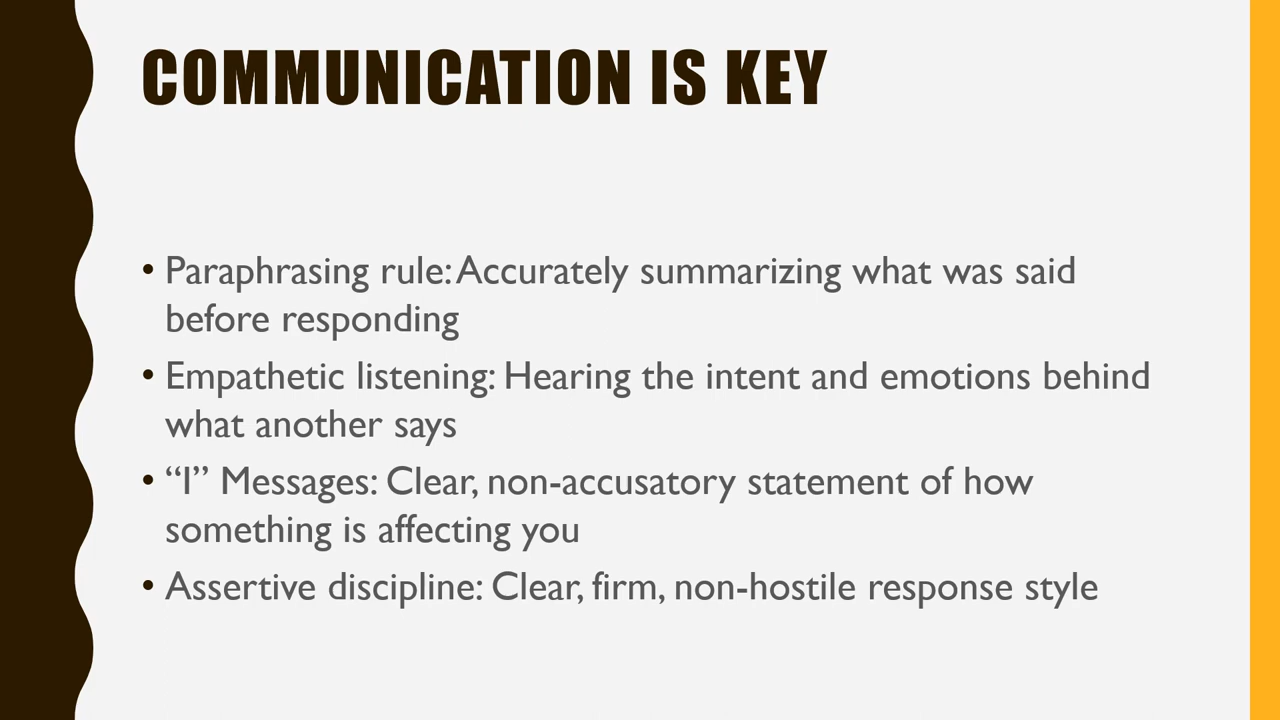 COMMUNICATION IS KEY
• Paraphrasing rule: Accurately summarizing what was said
before responding
• Empathetic listening: Hearing the intent and emotions behind
what another says
• “I” Messages: Clear, non-accusatory statement of how
something is affecting you
• Assertive discipline: Clear, firm, non-hostile response style